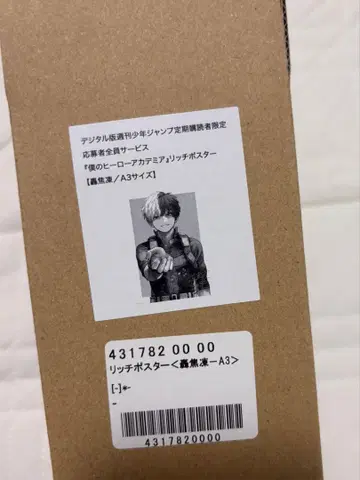 デジタル版週刊少年ジャンプ定期購読者限定
応募者全員サービス
『僕のヒーローアカデミア』リッチポスター
【轟焦凍/A3サイズ】
431782 00 00
リッチポスター<轟焦凍-A3>
[-]*-
-
4317820000